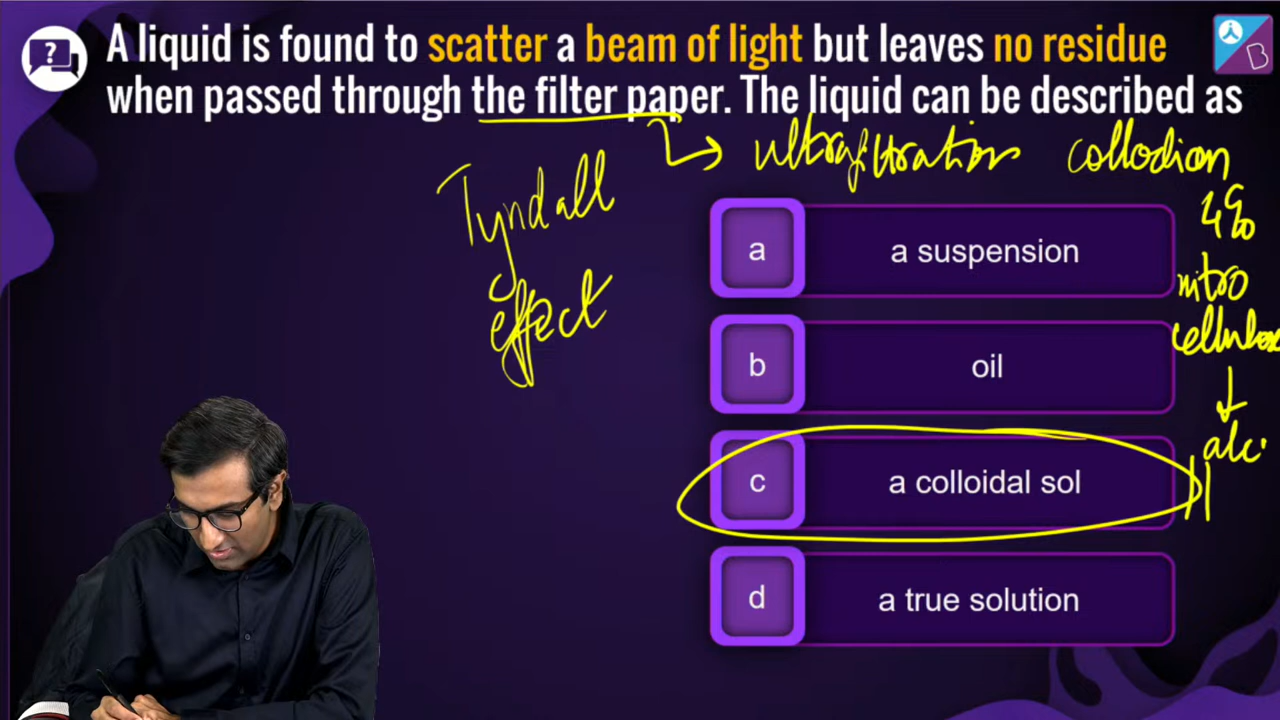 ?
A liquid is found to scatter a beam of light but leaves no residue
B
when passed through the filter paper. The liquid can be described as
Tyndall
effect
→ ultrafiltration collodion
4%
nitro
cellulose
↓
alc.
a a suspension
b oil
c a colloidal sol
d a true solution